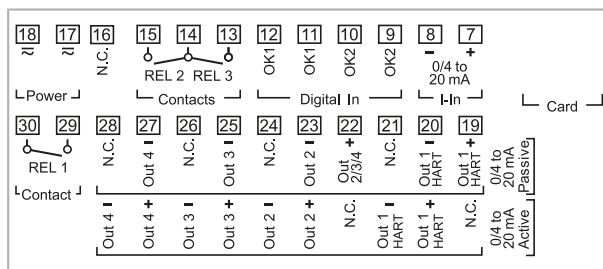 18 17 16 15 14 13 12 11 10 9 8 7
≂ ≂ N.C. OK1 OK1 OK2 OK2 − +
REL 2 REL 3 0/4 to
20 mA
Power Contacts Digital In I-In Card
30 29 28 27 26 25 24 23 22 21 20 19
REL 1
N.C. Out 4 − N.C. Out 3 − N.C. Out 2 − Out 2/3/4 + N.C. Out 1 − HART Out 1 + HART 0/4 to 20 mA Passive
Contact
Out 4 − Out 4 + Out 3 − Out 3 + Out 2 − Out 2 + N.C. Out 1 − HART Out 1 + HART N.C. 0/4 to 20 mA Active